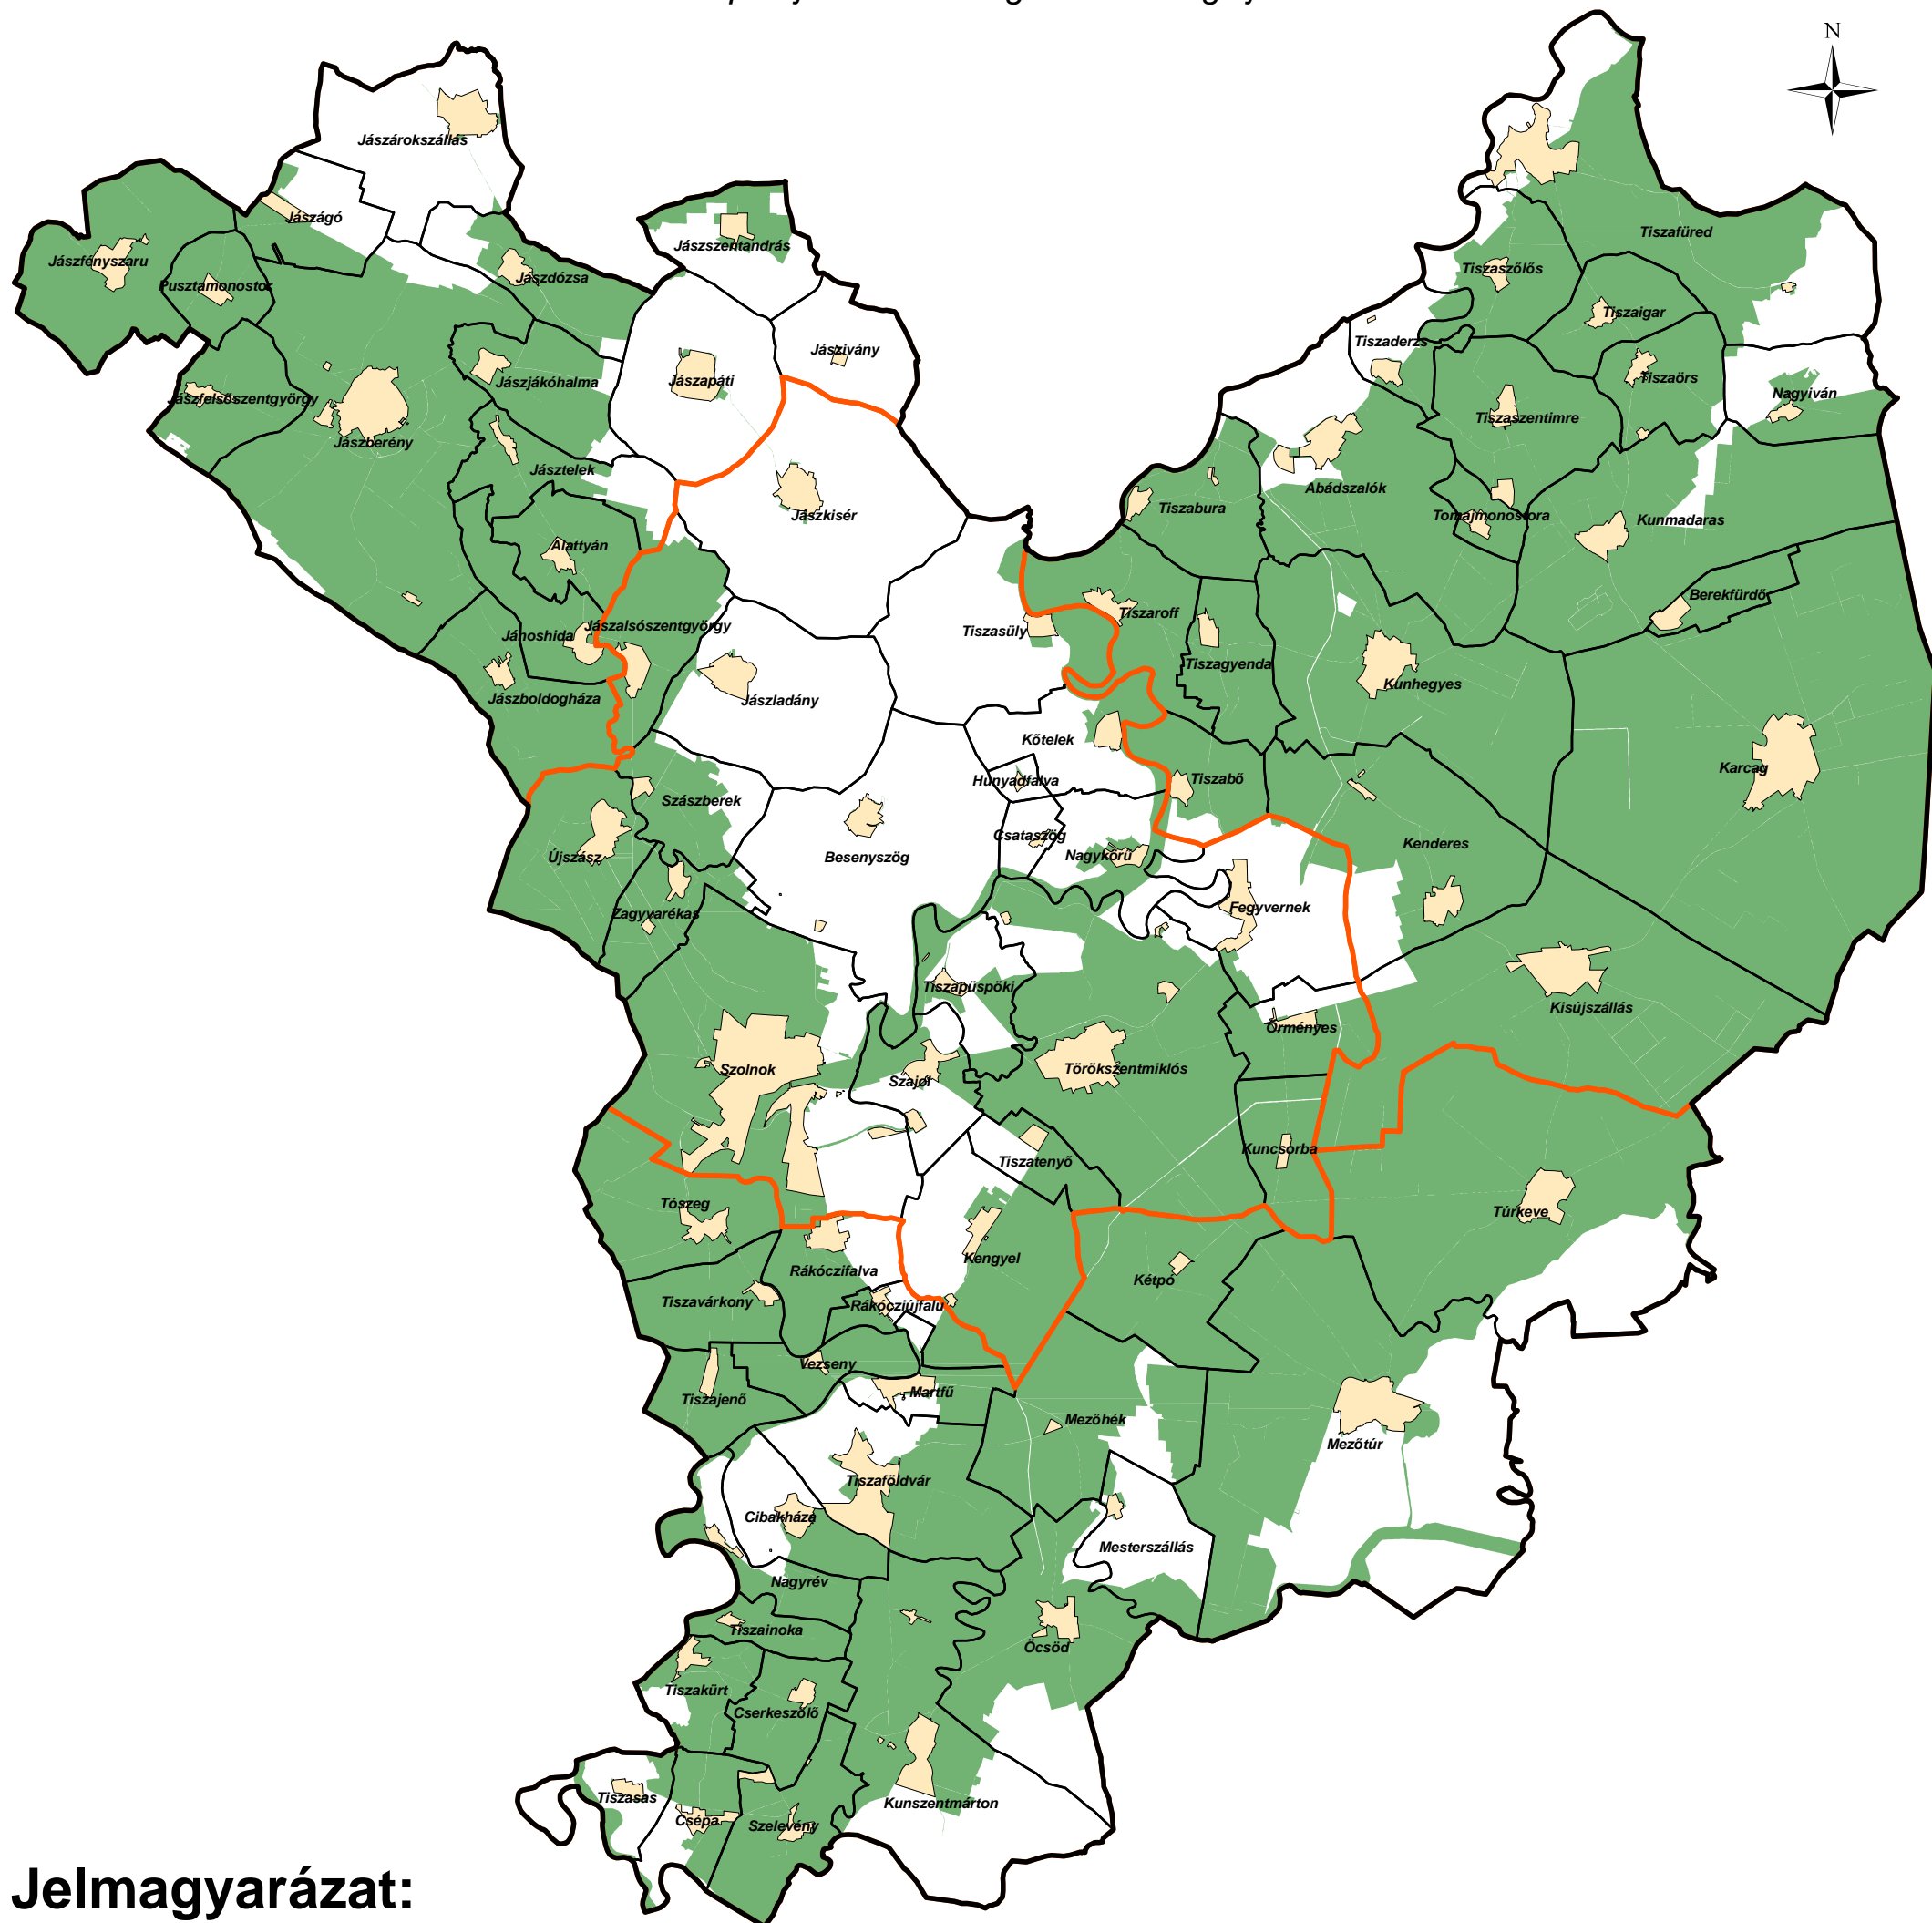 N
Jászárokszállás
Jászágó
Jászszentandrás
Tiszafüred
Jászfényszaru
Jászdózsa
Tiszaszőlős
Pusztamonostor
Tiszaigar
Tiszaderzs
Jászivány
Jászapáti
Jászjákóhalma
Tiszaörs
Nagyiván
Jászfelsőszentgyörgy
Tiszaszentimre
Jászberény
Jásztelek
Abádszalók
Tiszabura
Jászkisér
Tomajmonostora
Kunmadaras
Alattyán
Berekfürdő
Tiszaroff
Jászalsószentgyörgy
Tiszasüly
Jánoshida
Tiszagyenda
Kunhegyes
Jászboldogháza
Jászladány
Kőtelek
Karcag
Tiszabő
Hunyadfalva
Szászberek
Csataszög
Kenderes
Nagykörű
Újszász
Besenyszög
Fegyvernek
Zagyvarékas
Tiszapüspöki
Kisújszállás
Örményes
Szolnok
Törökszentmiklós
Szajol
Kuncsorba
Tiszatenyő
Tószeg
Túrkeve
Kengyel
Rákóczifalva
Kétpó
Tiszavárkony
Rákócziújfalu
Vezseny
Martfű
Tiszajenő
Mezőhék
Mezőtúr
Tiszaföldvár
Cibakháza
Mesterszállás
Nagyrév
Tiszainoka
Öcsöd
Tiszakürt
Cserkeszőlő
Tiszasas
Kunszentmárton
Csépa
Szelevény
Jelmagyarázat: